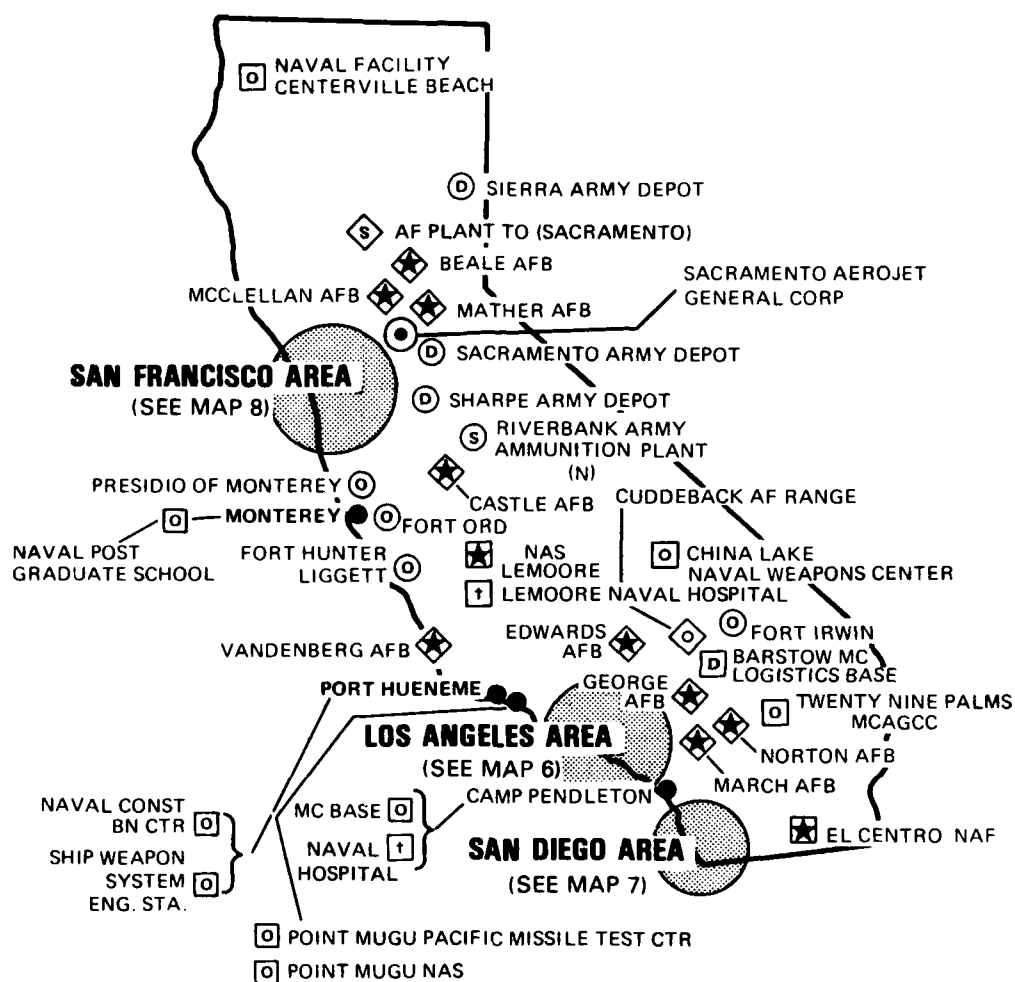 NAVAL FACILITY
CENTERVILLE BEACH
SIERRA ARMY DEPOT
AF PLANT TO (SACRAMENTO)
BEALE AFB
SACRAMENTO AEROJET
GENERAL CORP
MCCLELLAN AFB
MATHER AFB
SACRAMENTO ARMY DEPOT
SAN FRANCISCO AREA
(SEE MAP 8)
SHARPE ARMY DEPOT
RIVERBANK ARMY
AMMUNITION PLANT
(N)
CASTLE AFB
CUDDEBACK AF RANGE
PRESIDIO OF MONTEREY
MONTEREY
FORT ORD
NAVAL POST
GRADUATE SCHOOL
FORT HUNTER
LIGGETT
NAS
LEMOORE
LEMOORE NAVAL HOSPITAL
CHINA LAKE
NAVAL WEAPONS CENTER
EDWARDS
AFB
FORT IRWIN
VANDENBERG AFB
BARSTOW MC
LOGISTICS BASE
PORT HUENEME
GEORGE
AFB
TWENTY NINE PALMS
MCAGCC
LOS ANGELES AREA
(SEE MAP 6)
NORTON AFB
MARCH AFB
CAMP PENDLETON
MC BASE
NAVAL
HOSPITAL
NAVAL CONST
BN CTR
SHIP WEAPON
SYSTEM
ENG. STA.
SAN DIEGO AREA
(SEE MAP 7)
EL CENTRO NAF
POINT MUGU PACIFIC MISSILE TEST CTR
POINT MUGU NAS
O
D
S
D
D
S
O
O
O
O
O
O
O
D
O
O
O
O
O
O